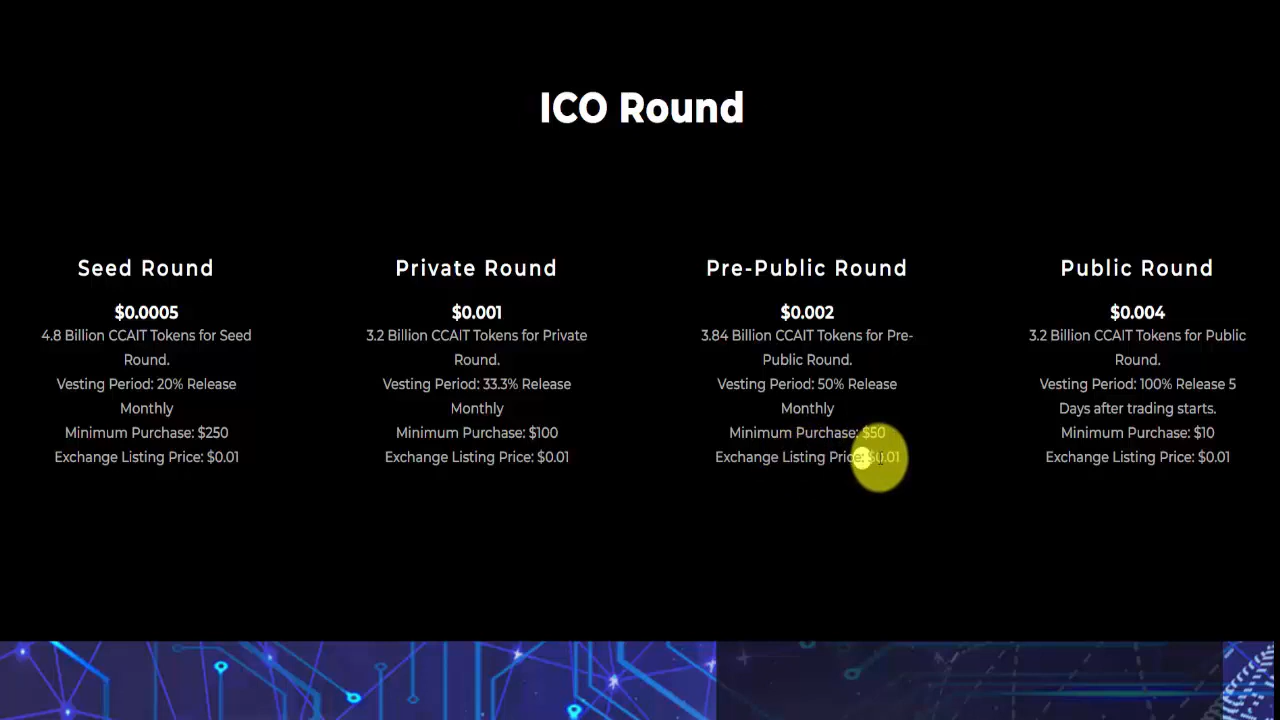 ICO Round
Seed Round
$0.0005
4.8 Billion CCAIT Tokens for Seed
Round.
Vesting Period: 20% Release
Monthly
Minimum Purchase: $250
Exchange Listing Price: $0.01
Private Round
$0.001
3.2 Billion CCAIT Tokens for Private
Round.
Vesting Period: 33.3% Release
Monthly
Minimum Purchase: $100
Exchange Listing Price: $0.01
Pre-Public Round
$0.002
3.84 Billion CCAIT Tokens for Pre-
Public Round.
Vesting Period: 50% Release
Monthly
Minimum Purchase: $50
Exchange Listing Price: $0.01
Public Round
$0.004
3.2 Billion CCAIT Tokens for Public
Round.
Vesting Period: 100% Release 5
Days after trading starts.
Minimum Purchase: $10
Exchange Listing Price: $0.01